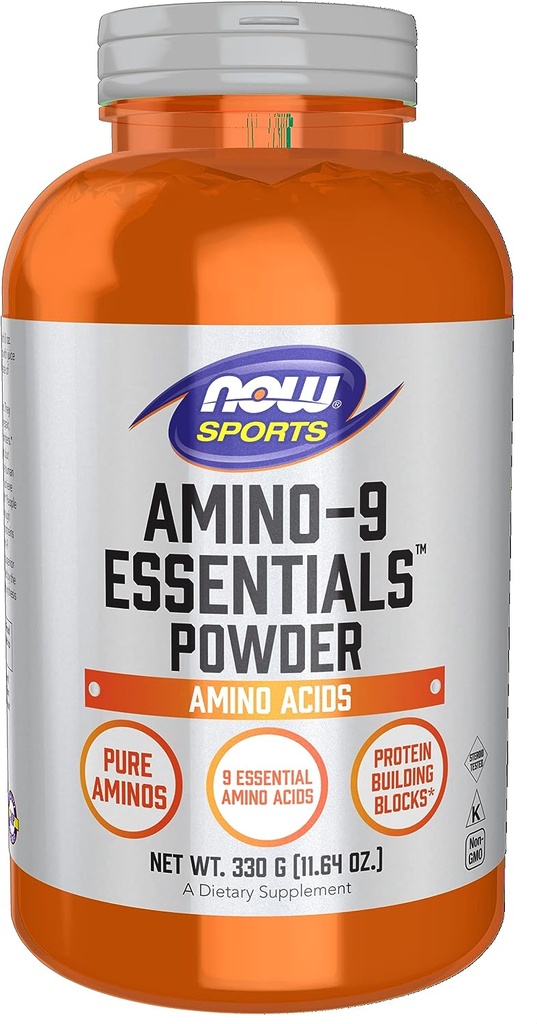 now®
SPORTS
AMINO-9
ESSENTIALS™
POWDER
AMINO ACIDS
PURE
AMINOS
9 ESSENTIAL
AMINO ACIDS
PROTEIN
BUILDING
BLOCKS*
STEROID
TESTED
K
Non-
GMO
NET WT. 330 G (11.64 OZ.)
A Dietary Supplement